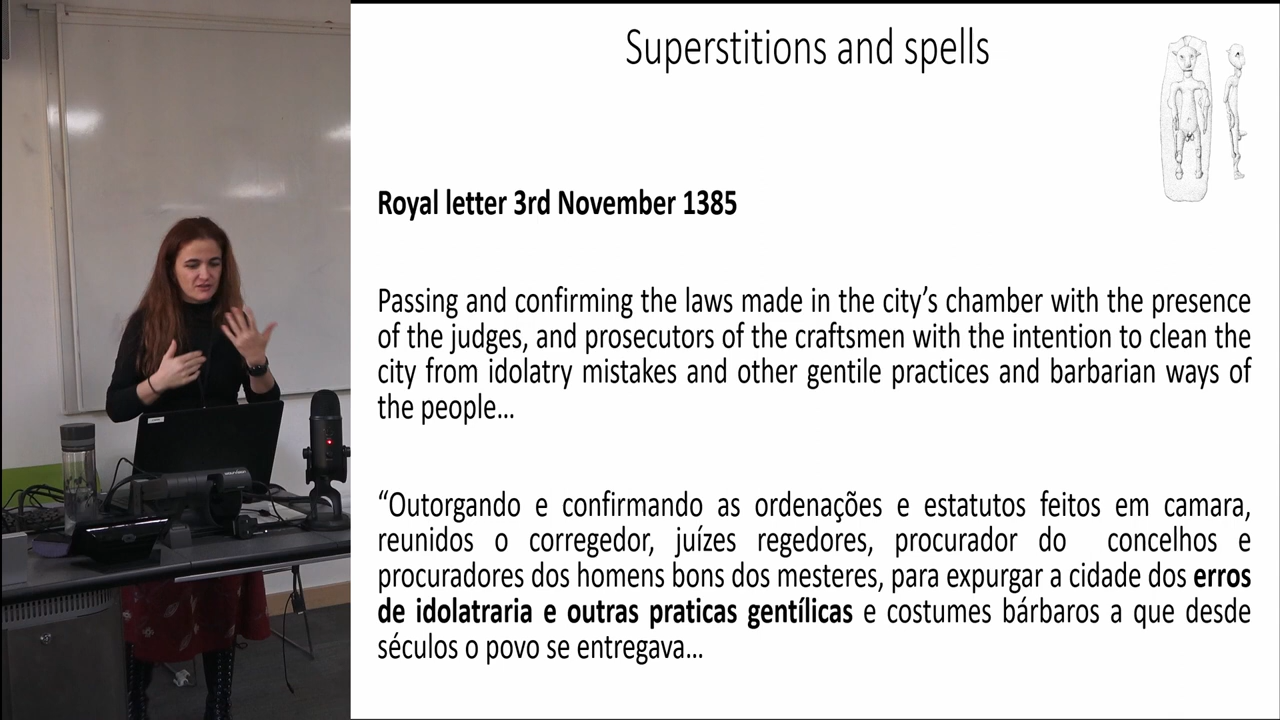 Superstitions and spells
Royal letter 3rd November 1385
Passing and confirming the laws made in the city’s chamber with the presence
of the judges, and prosecutors of the craftsmen with the intention to clean the
city from idolatry mistakes and other gentile practices and barbarian ways of
the people...
“Outorgando e confirmando as ordenações e estatutos feitos em camara,
reunidos o corregedor, juízes regedores, procurador do concelhos e
procuradores dos homens bons dos mesteres, para expurgar a cidade dos erros
de idolatraria e outras praticas gentílicas e costumes bárbaros a que desde
séculos o povo se entregava...